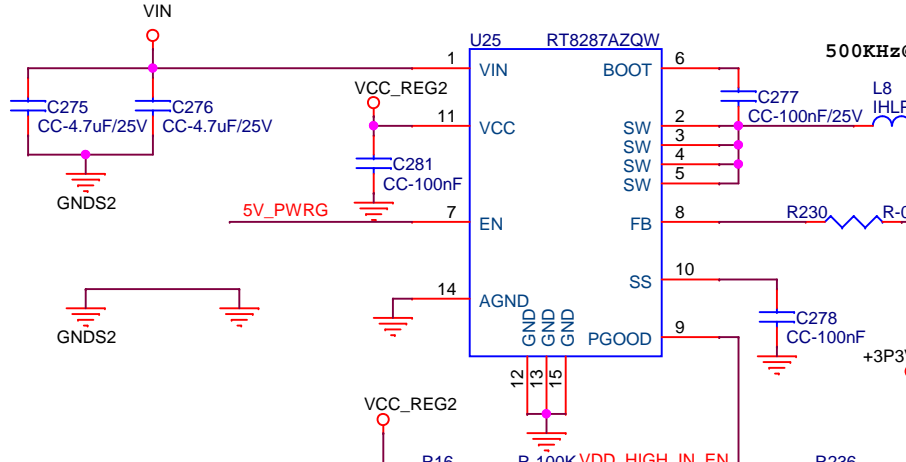 VIN
U25 RT8287AZQW
500KHz@
1 VIN BOOT 6
C275
CC-4.7uF/25V
C276
CC-4.7uF/25V
VCC_REG2
C277
CC-100nF/25V
L8
11 VCC SW 2
SW 3
SW 4
SW 5
C281
CC-100nF
GNDS2
5V_PWRG 7 EN FB 8 R230
SS 10
14 AGND
GND GND GND
PGOOD 9
C278
CC-100nF
GNDS2
12 13 15
+3P3V
VCC_REG2
R16 R-100K VDD_HIGH_IN_EN R236